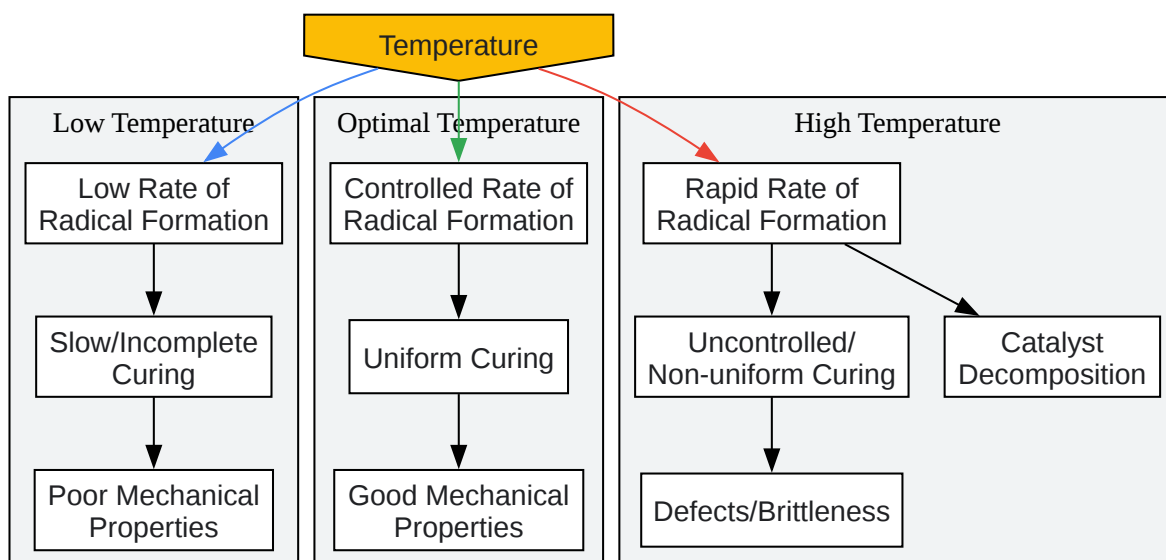 Temperature
Low Temperature
Low Rate of
Radical Formation
Slow/Incomplete
Curing
Poor Mechanical
Properties
Optimal Temperature
Controlled Rate of
Radical Formation
Uniform Curing
Good Mechanical
Properties
High Temperature
Rapid Rate of
Radical Formation
Uncontrolled/
Non-uniform Curing
Catalyst
Decomposition
Defects/Brittleness